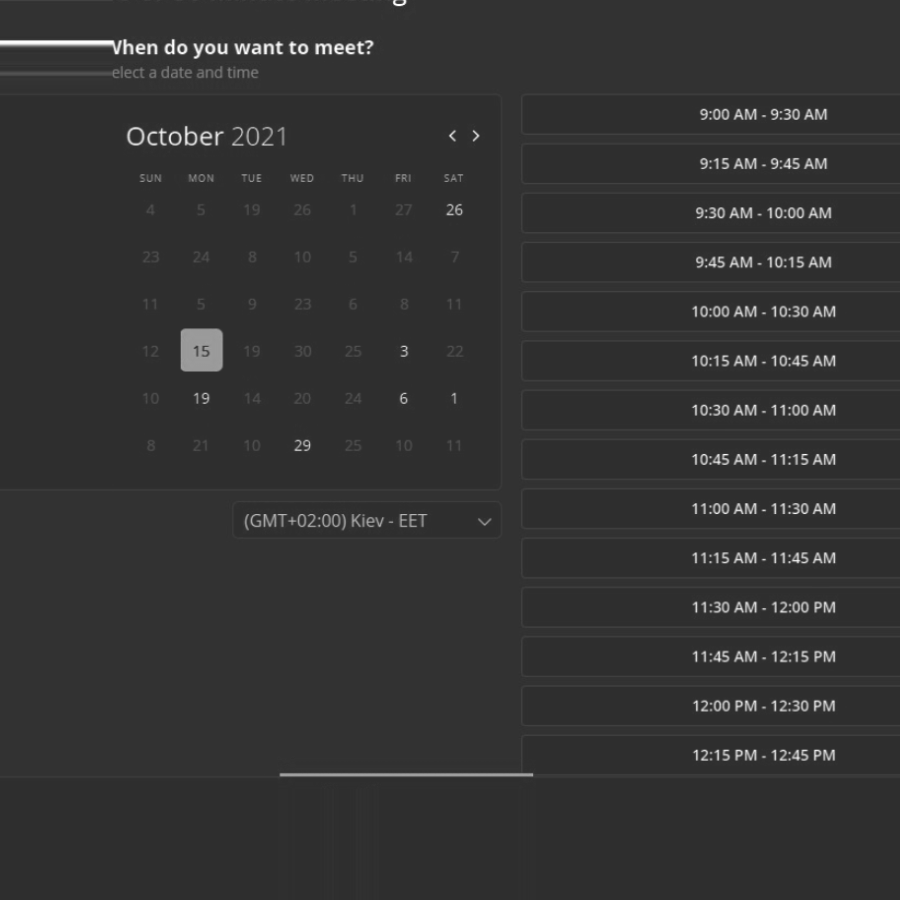 When do you want to meet?
elect a date and time
October 2021
SUN MON TUE WED THU FRI SAT
4 5 19 26 1 27 26
23 24 8 10 5 14 7
11 5 9 23 6 8 11
12 15 19 30 25 3 22
10 19 14 20 24 6 1
8 21 10 29 25 10 11
(GMT+02:00) Kiev - EET
9:00 AM - 9:30 AM
9:15 AM - 9:45 AM
9:30 AM - 10:00 AM
9:45 AM - 10:15 AM
10:00 AM - 10:30 AM
10:15 AM - 10:45 AM
10:30 AM - 11:00 AM
10:45 AM - 11:15 AM
11:00 AM - 11:30 AM
11:15 AM - 11:45 AM
11:30 AM - 12:00 PM
11:45 AM - 12:15 PM
12:00 PM - 12:30 PM
12:15 PM - 12:45 PM